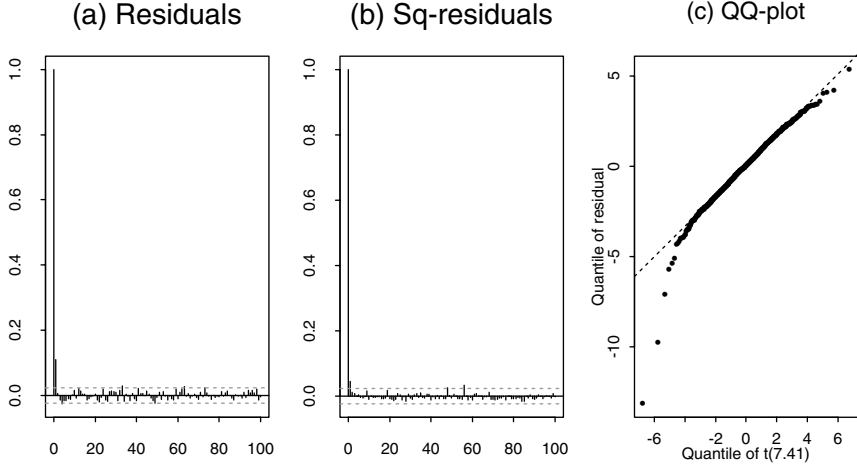 (a) Residuals
(b) Sq-residuals
(c) QQ-plot
1.0
0.8
0.6
0.4
0.2
0.0
0 20 40 60 80 100
1.0
0.8
0.6
0.4
0.2
0.0
0 20 40 60 80 100
Quantile of residual
5
0
-5
-10
-6 -4 -2 0 2 4 6
Quantile of t(7.41)